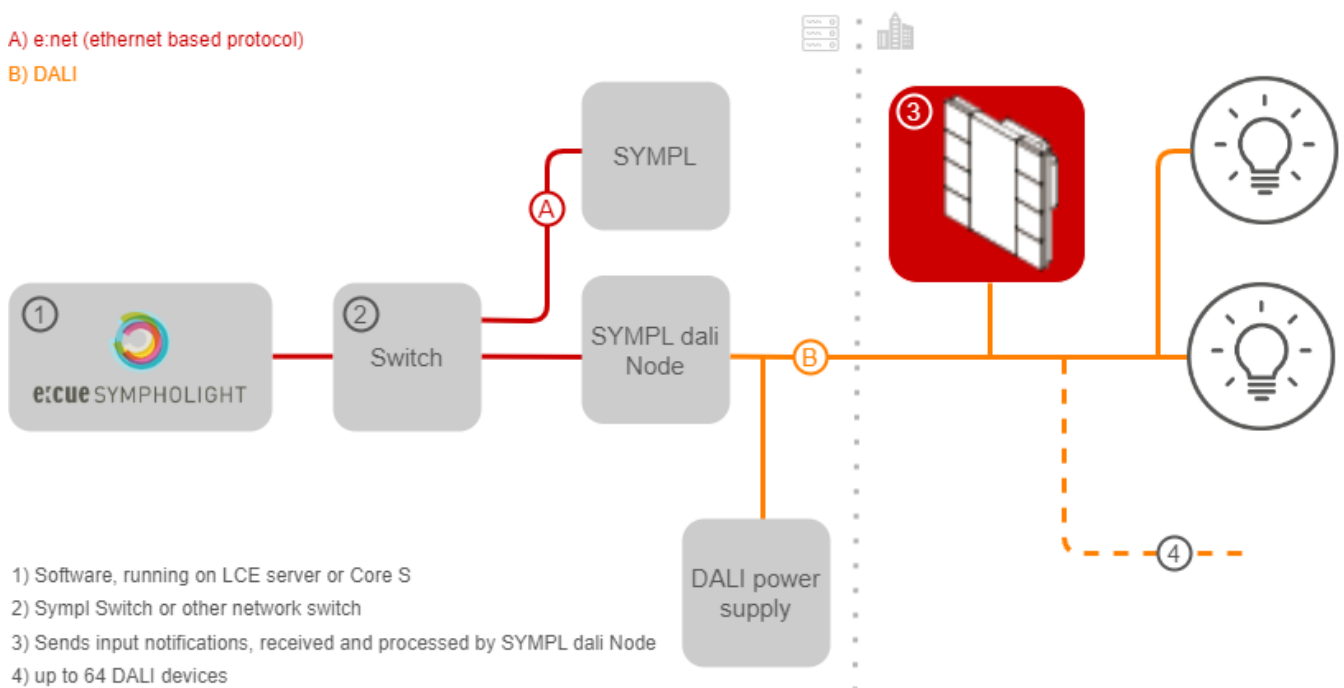 A) e:net (ethernet based protocol)
B) DALI
3
SYMPL
A
1
e:cue SYMPHOLIGHT
2
Switch
SYMPL dali
Node
B
4
DALI power
supply
1) Software, running on LCE server or Core S
2) Sympl Switch or other network switch
3) Sends input notifications, received and processed by SYMPL dali Node
4) up to 64 DALI devices